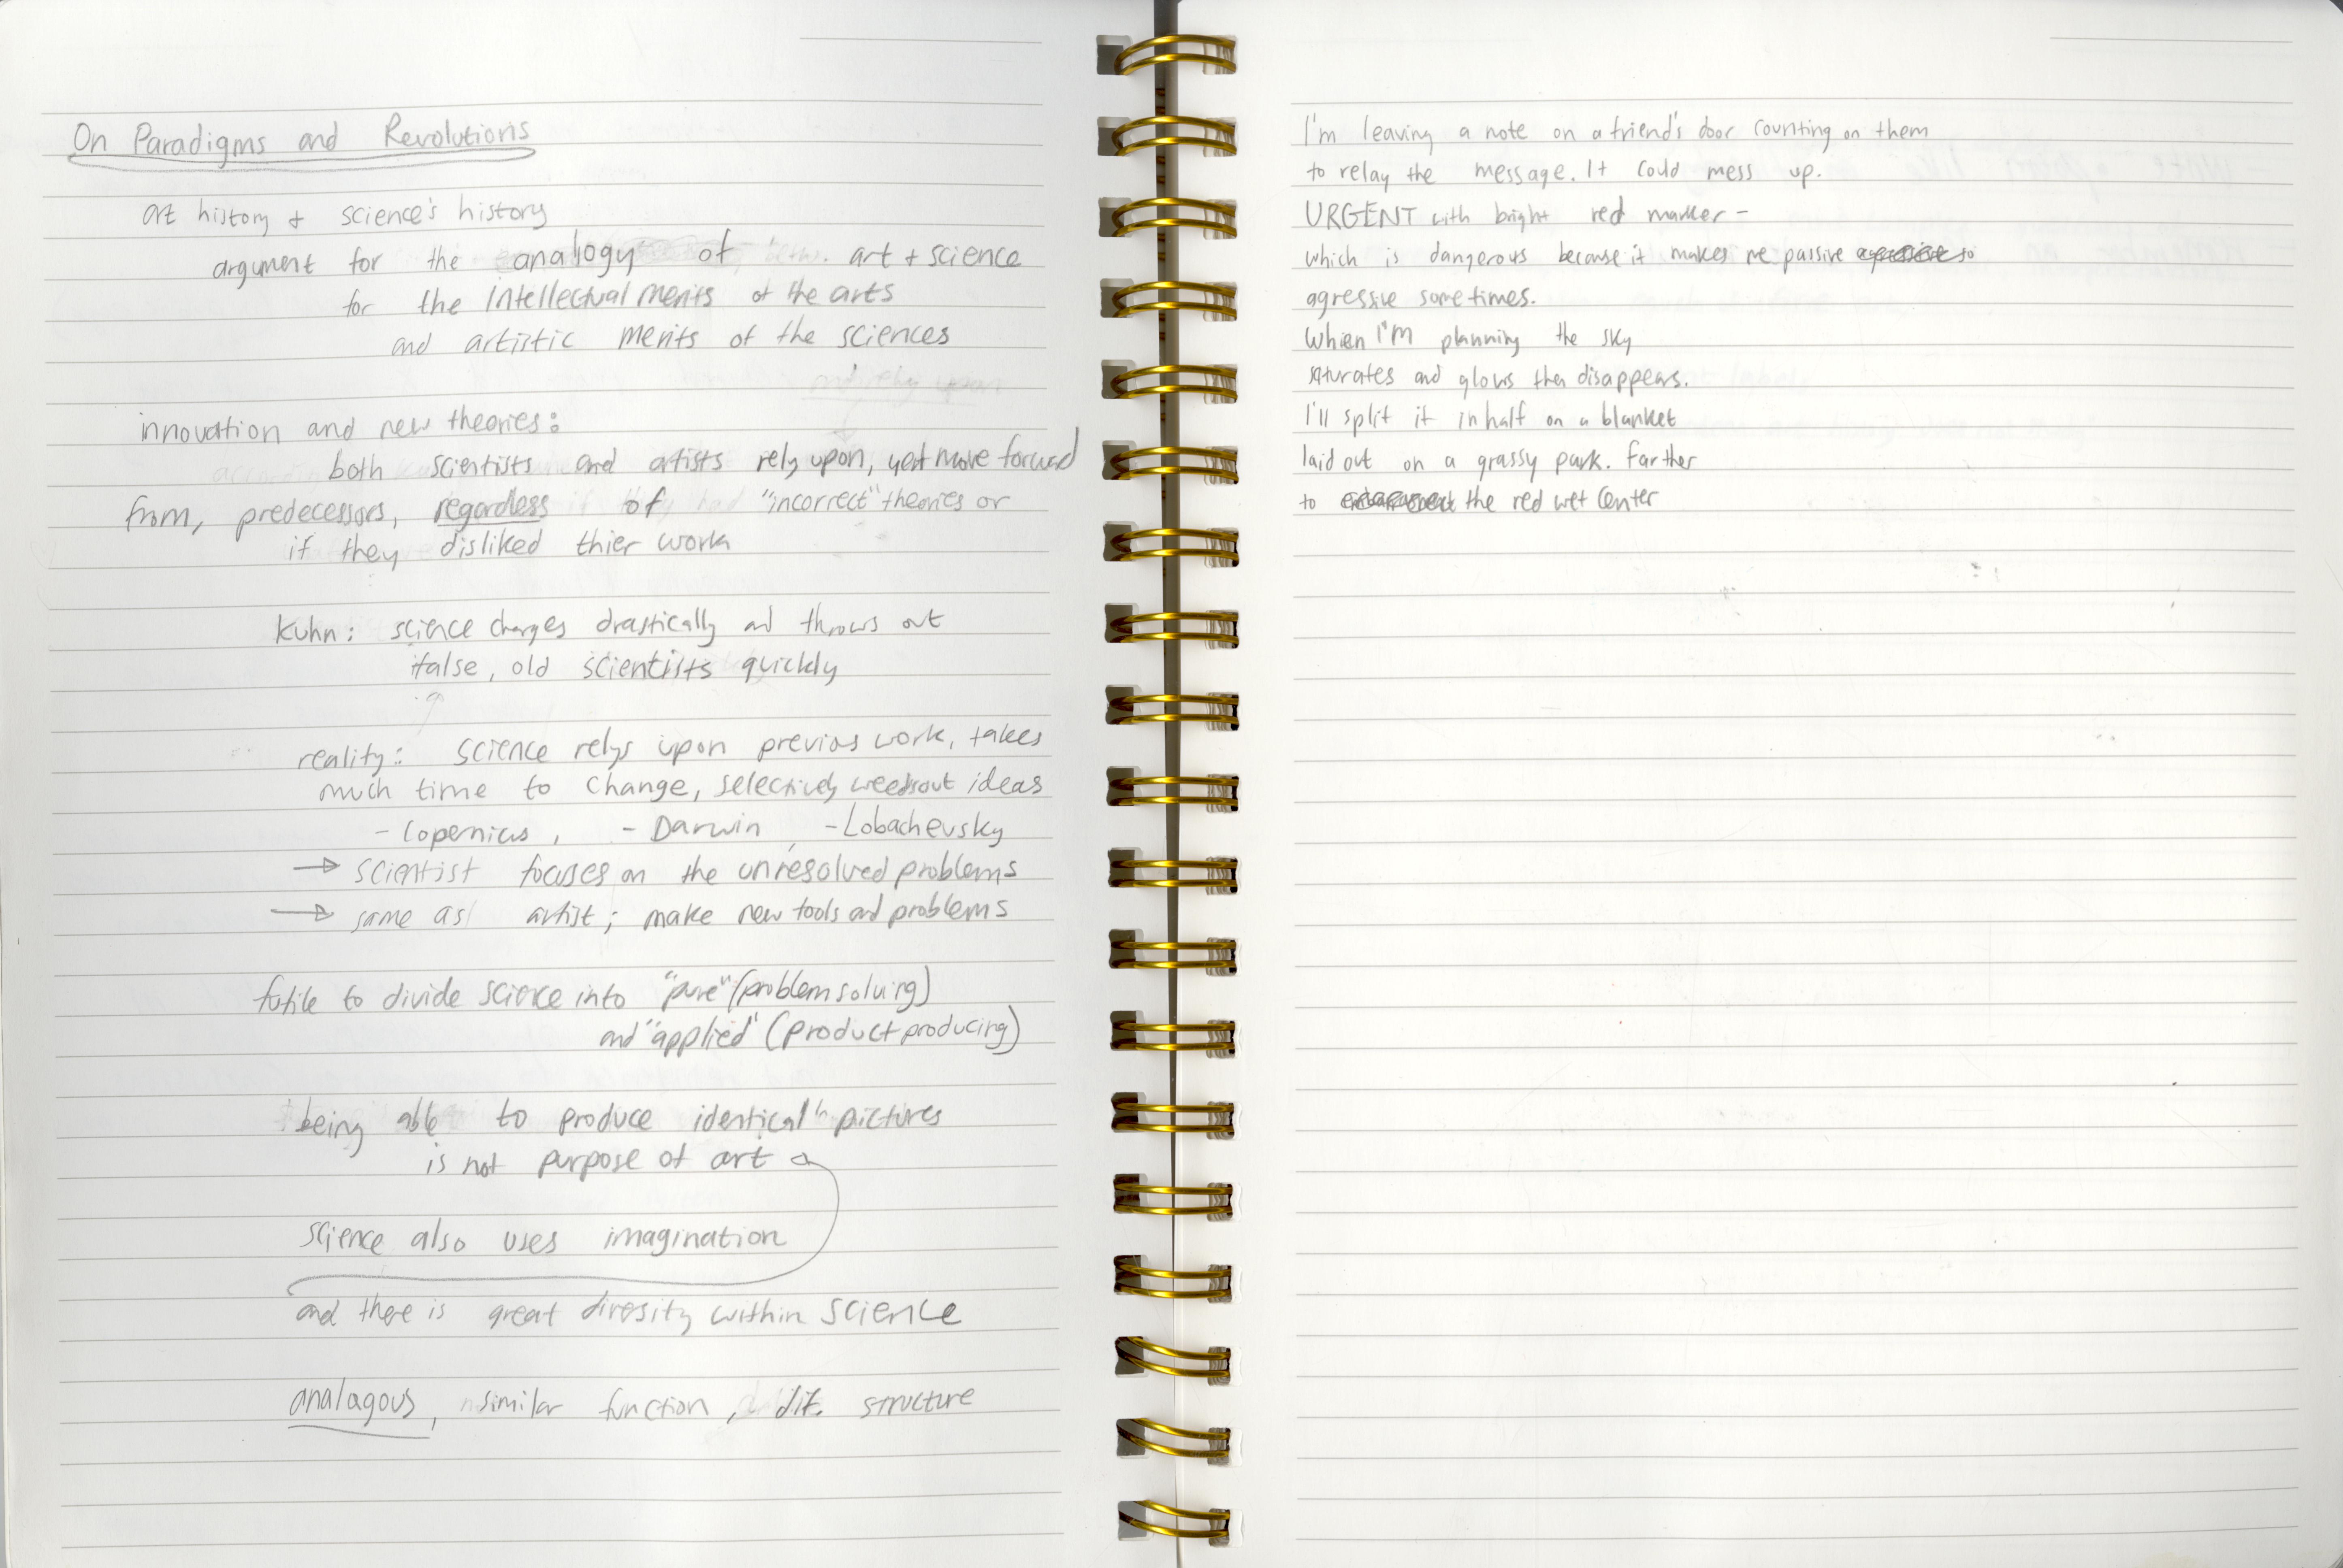 On Paradigms and Revolutions
art history + science's history
argument for the analogy of art + science
for the intellectual merits of the arts
and artistic merits of the sciences
innovation and new theories:
both scientists and artists rely upon, yet move forward
from, predecessors, regardless of "incorrect" theories or
if they disliked thier work
Kuhn: science changes drastically and throws out
false, old scientists quickly
reality: science relys upon previous work, takes
much time to change, selectively weeds out ideas
- Copernicus, - Darwin, - Lobachevsky
→ scientist focuses on the unresolved problems
→ same as artist; make new tools and problems
futile to divide science into "pure" (problem solving)
and "applied" (product producing)
being able to produce identical pictures
is not purpose of art
science also uses imagination
and there is great diresity within science
analagous, similar function, dif. structure
I'm leaving a note on a friend's door counting on them
to relay the message. It could mess up.
URGENT with bright red marker -
which is dangerous because it makes me passive so
agressive sometimes.
When I'm planning the sky
saturates and glows then disappears.
I'll split it in half on a blanket
laid out on a grassy park. Farther
to the red wet center